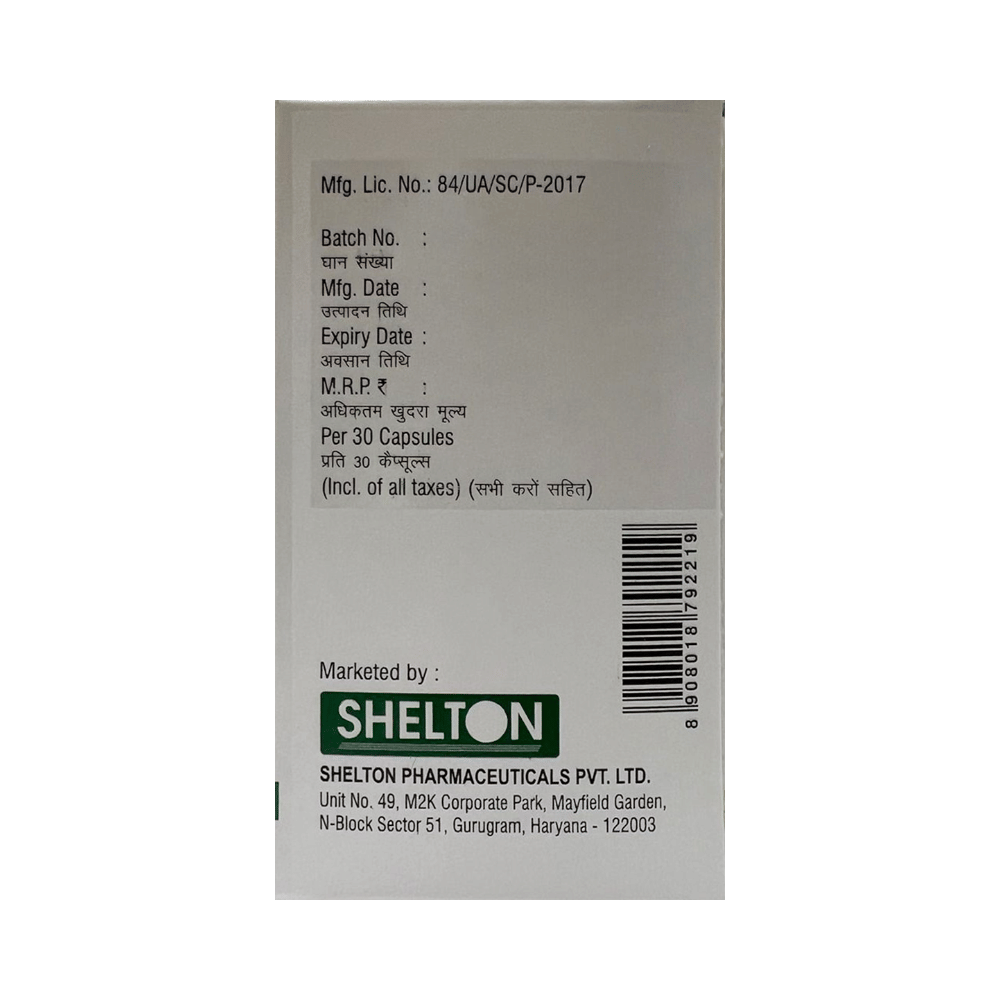 Mfg. Lic. No.: 84/UA/SC/P-2017
Batch No. :
घान संख्या
Mfg. Date :
उत्पादन तिथि
Expiry Date :
अवसान तिथि
M.R.P. ₹ :
अधिकतम खुदरा मूल्य
Per 30 Capsules
प्रति 30 कैप्सूल्स
(Incl. of all taxes) (सभी करों सहित)
8 908018 792219
Marketed by :
SHELTON
SHELTON PHARMACEUTICALS PVT. LTD.
Unit No. 49, M2K Corporate Park, Mayfield Garden,
N-Block Sector 51, Gurugram, Haryana - 122003